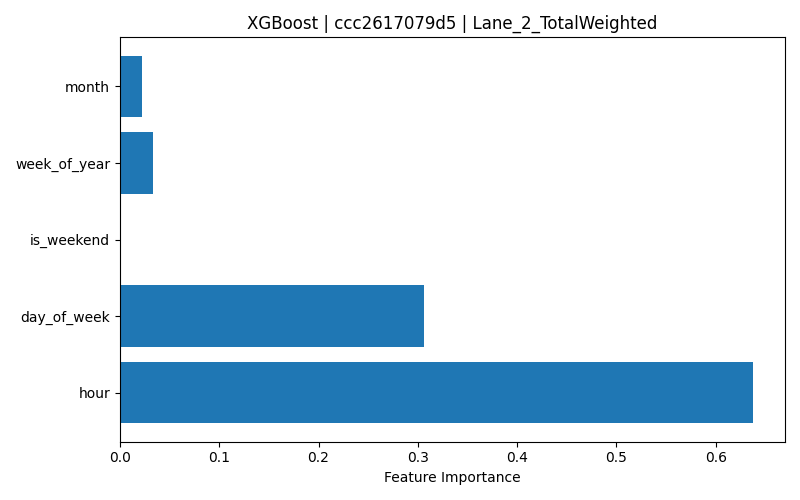 XGBoost | ccc2617079d5 | Lane_2_TotalWeighted
month
week_of_year
is_weekend
day_of_week
hour
0.0 0.1 0.2 0.3 0.4 0.5 0.6
Feature Importance